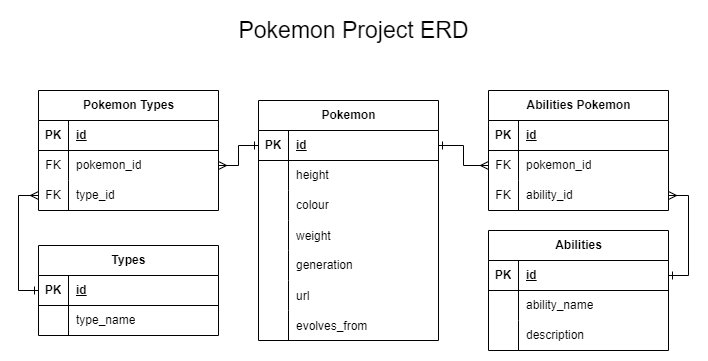 Pokemon Project ERD
Pokemon Types
PK id
FK pokemon_id
FK type_id
Types
PK id
type_name
Pokemon
PK id
height
colour
weight
generation
url
evolves_from
Abilities Pokemon
PK id
FK pokemon_id
FK ability_id
Abilities
PK id
ability_name
description